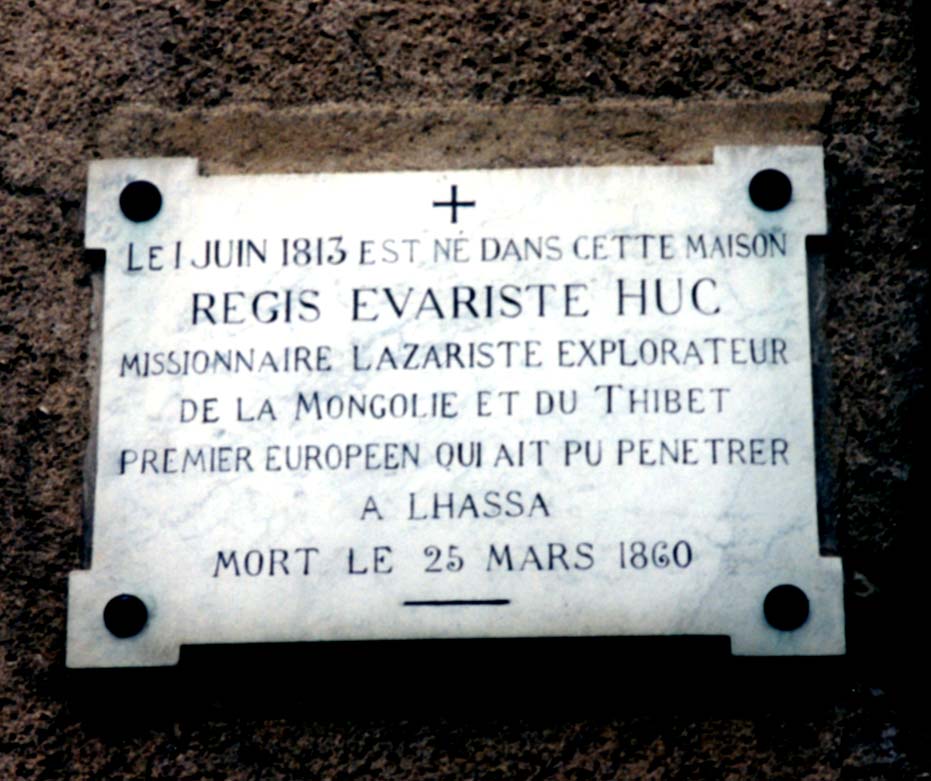 LE 1 JUIN 1813 EST NÉ DANS CETTE MAISON
REGIS EVARISTE HUC
MISSIONNAIRE LAZARISTE EXPLORATEUR
DE LA MONGOLIE ET DU THIBET
PREMIER EUROPEEN QUI AIT PU PENETRER
A LHASSA
MORT LE 25 MARS 1860